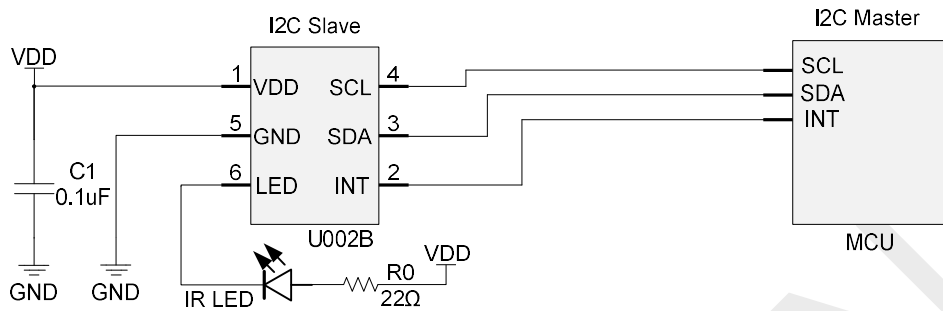 I2C Slave
I2C Master
VDD
1
VDD
SCL
4
SCL
SDA
INT
5
GND
SDA
3
C1
0.1uF
6
LED
INT
2
U002B
MCU
VDD
GND
GND
IR LED
R0
22Ω